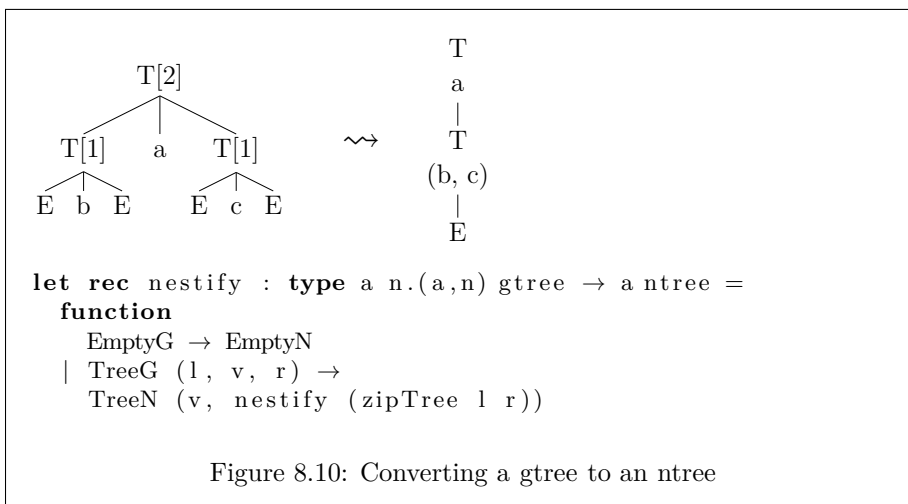 T
T[2]
a
T[1] a T[1] ⇝ T
(b, c)
E b E E c E
E
let rec nestify : type a n.(a,n) gtree → a ntree =
function
EmptyG → EmptyN
| TreeG (l, v, r) →
TreeN (v, nestify (zipTree l r))
Figure 8.10: Converting a gtree to an ntree